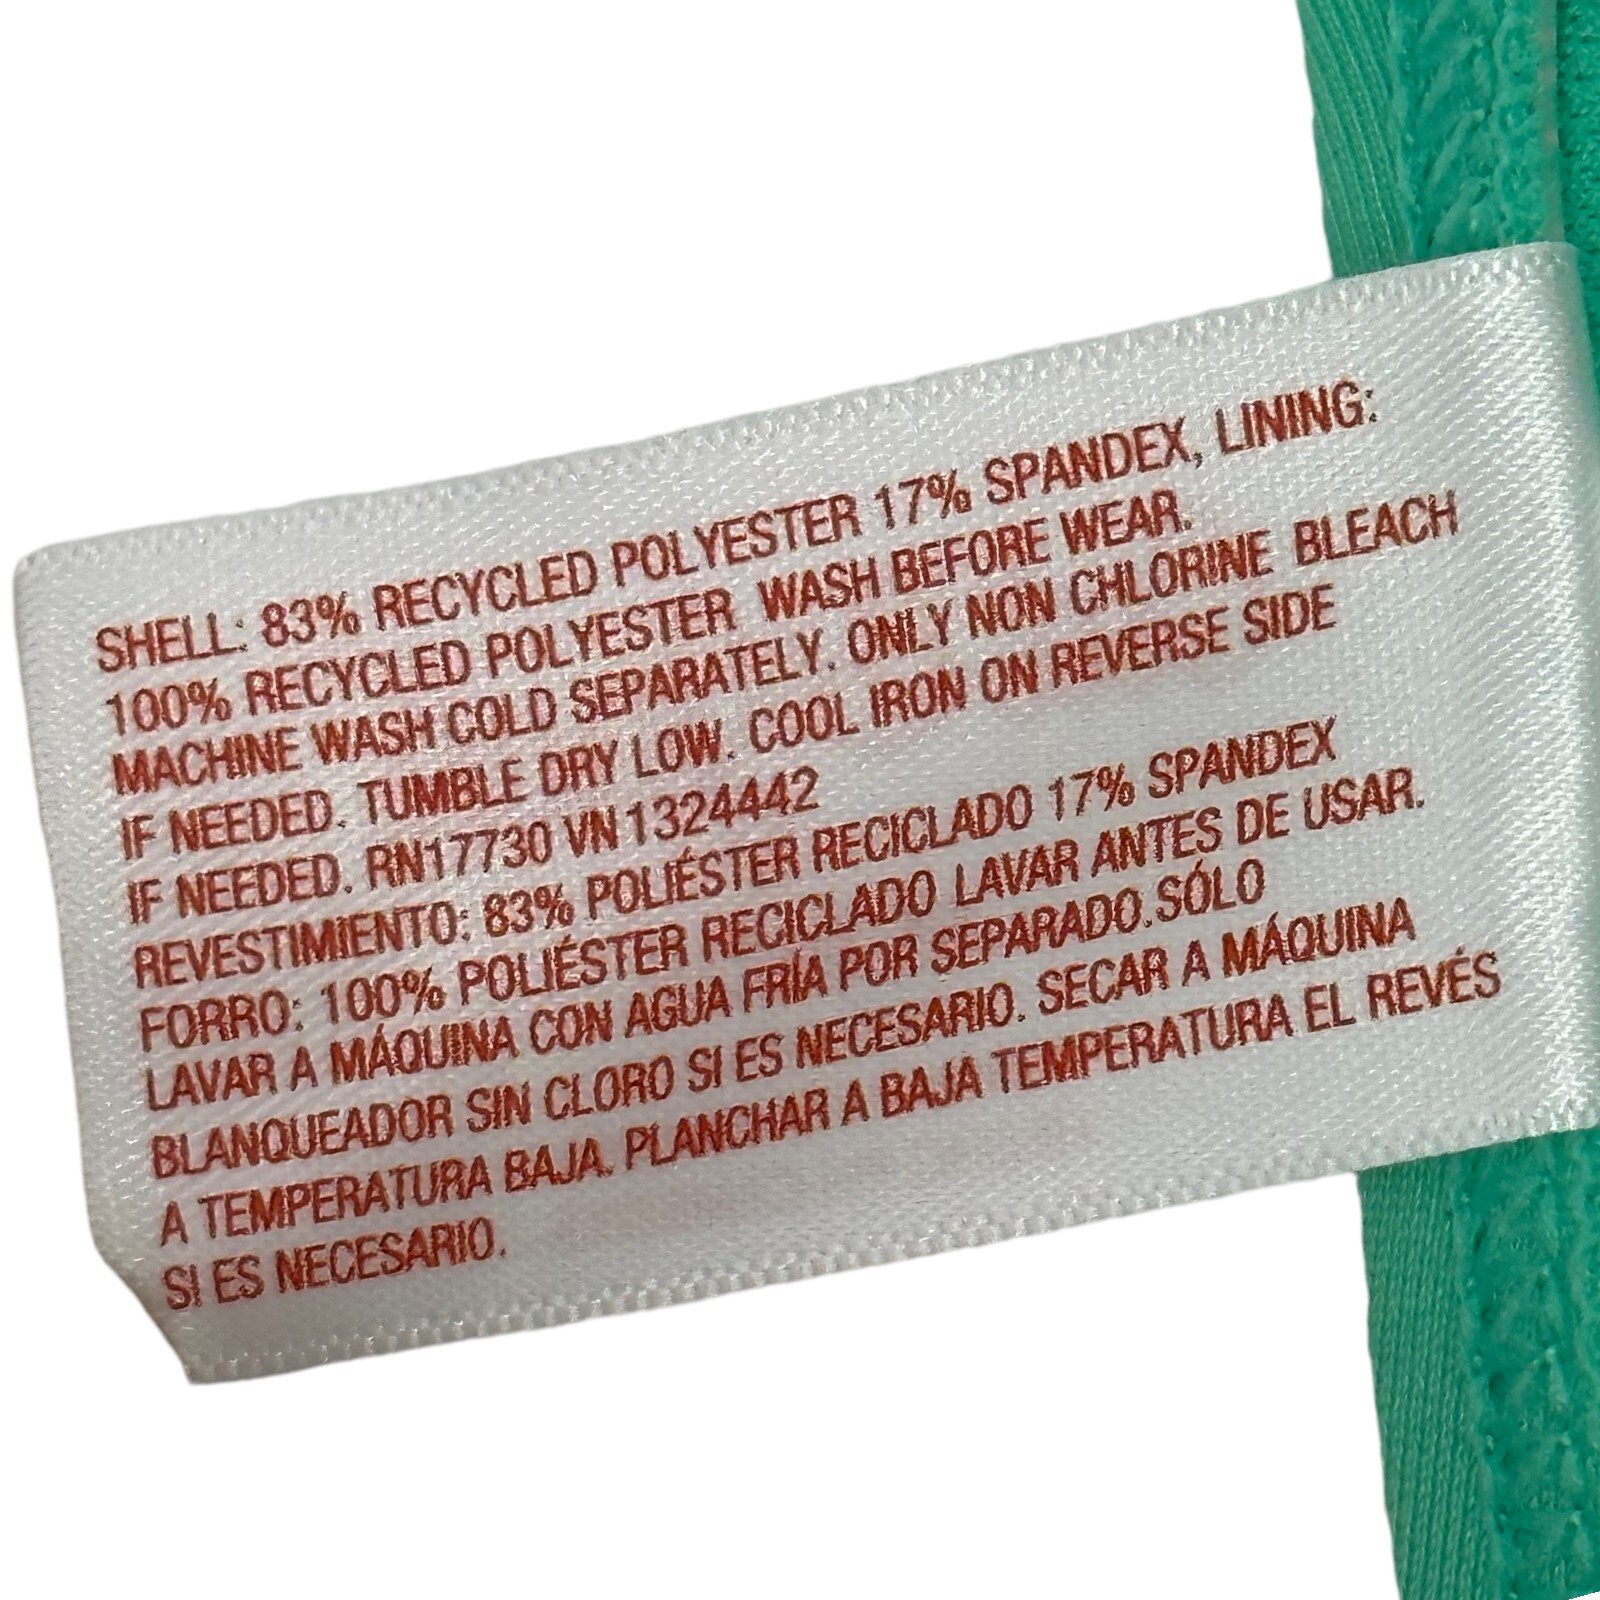 SHELL: 83% RECYCLED POLYESTER 17% SPANDEX, LINING:
100% RECYCLED POLYESTER WASH BEFORE WEAR.
MACHINE WASH COLD SEPARATELY. ONLY NON CHLORINE BLEACH
IF NEEDED. TUMBLE DRY LOW. COOL IRON ON REVERSE SIDE
IF NEEDED. RN17730 VN1324442
REVESTIMIENTO: 83% POLIÉSTER RECICLADO 17% SPANDEX
FORRO: 100% POLIÉSTER RECICLADO LAVAR ANTES DE USAR.
LAVAR A MÁQUINA CON AGUA FRÍA POR SEPARADO.SÓLO
BLANQUEADOR SIN CLORO SI ES NECESARIO. SECAR A MÁQUINA
A TEMPERATURA BAJA. PLANCHAR A BAJA TEMPERATURA EL REVÉS
SI ES NECESARIO.